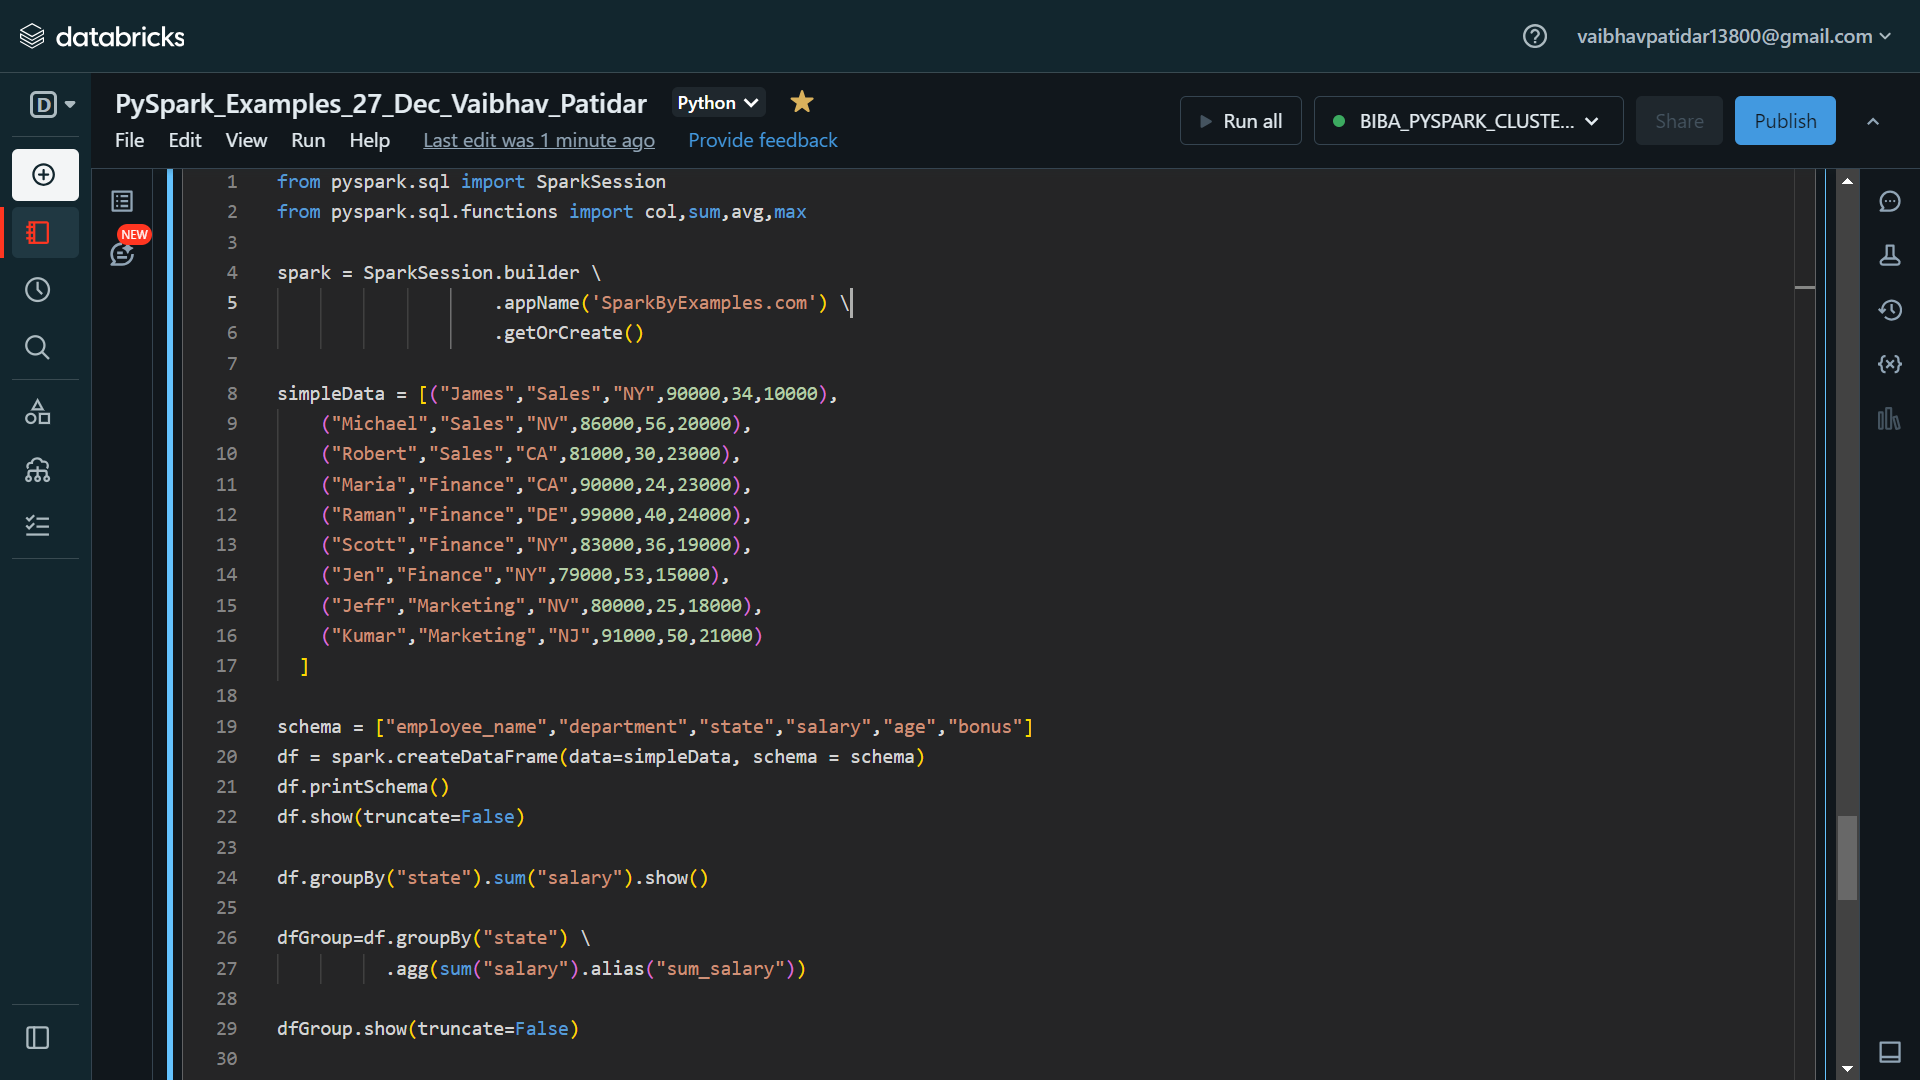 databricks
vaibhavpatidar13800@gmail.com
D
PySpark_Examples_27_Dec_Vaibhav_Patidar Python
File Edit View Run Help Last edit was 1 minute ago Provide feedback
Run all BIBA_PYSPARK_CLUSTE... Share Publish
NEW
1 from pyspark.sql import SparkSession
2 from pyspark.sql.functions import col,sum,avg,max
3
4 spark = SparkSession.builder \
5 .appName('SparkByExamples.com') \
6 .getOrCreate()
7
8 simpleData = [("James","Sales","NY",90000,34,10000),
9 ("Michael","Sales","NV",86000,56,20000),
10 ("Robert","Sales","CA",81000,30,23000),
11 ("Maria","Finance","CA",90000,24,23000),
12 ("Raman","Finance","DE",99000,40,24000),
13 ("Scott","Finance","NY",83000,36,19000),
14 ("Jen","Finance","NY",79000,53,15000),
15 ("Jeff","Marketing","NV",80000,25,18000),
16 ("Kumar","Marketing","NJ",91000,50,21000)
17 ]
18
19 schema = ["employee_name","department","state","salary","age","bonus"]
20 df = spark.createDataFrame(data=simpleData, schema = schema)
21 df.printSchema()
22 df.show(truncate=False)
23
24 df.groupBy("state").sum("salary").show()
25
26 dfGroup=df.groupBy("state") \
27 .agg(sum("salary").alias("sum_salary"))
28
29 dfGroup.show(truncate=False)
30